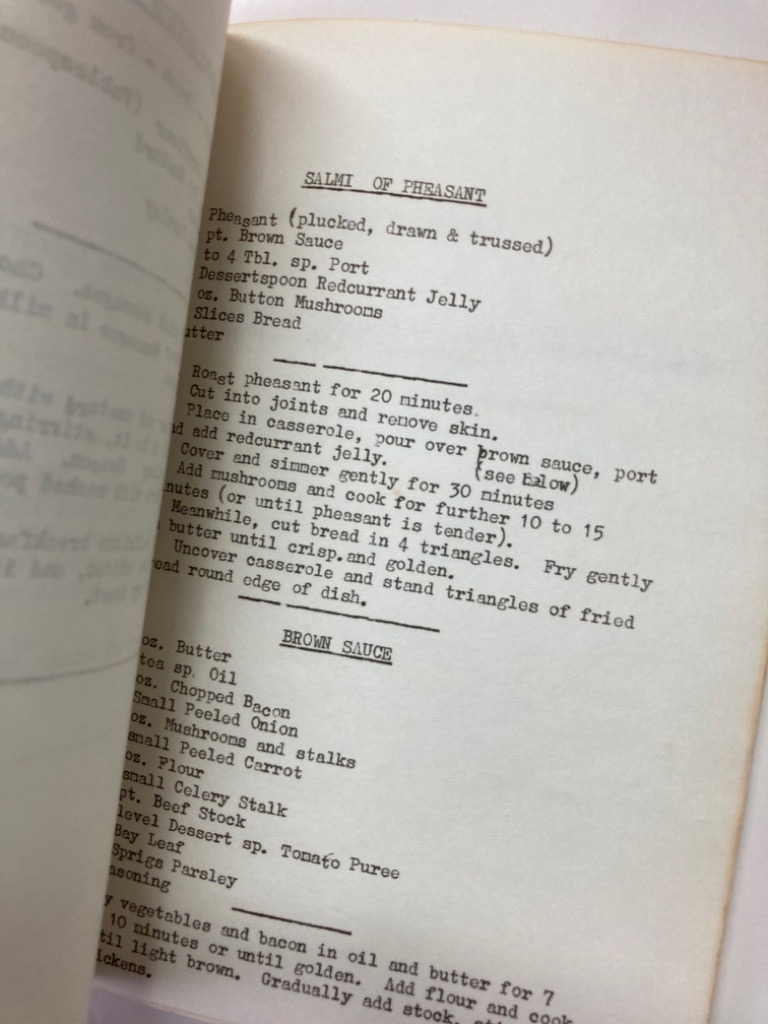 SALMI OF PHEASANT
Pheasant (plucked, drawn & trussed)
pt. Brown Sauce
to 4 Tbl. sp. Port
Dessertspoon Redcurrant Jelly
oz. Button Mushrooms
Slices Bread
utter
Roast pheasant for 20 minutes.
Cut into joints and remove skin.
Place in casserole, pour over brown sauce, port
nd add redcurrant jelly. (see below)
Cover and simmer gently for 30 minutes
Add mushrooms and cook for further 10 to 15
nutes (or until pheasant is tender).
Meanwhile, cut bread in 4 triangles. Fry gently
butter until crisp.and golden.
Uncover casserole and stand triangles of fried
ead round edge of dish.
BROWN SAUCE
oz. Butter
tea sp. Oil
oz. Chopped Bacon
Small Peeled Onion
oz. Mushrooms and stalks
small Peeled Carrot
oz. Flour
small Celery Stalk
pt. Beef Stock
level Dessert sp. Tomato Puree
Bay Leaf
Sprigs Parsley
asoning
y vegetables and bacon in oil and butter for 7
10 minutes or until golden. Add flour and cook
til light brown. Gradually add stock,
ickens.